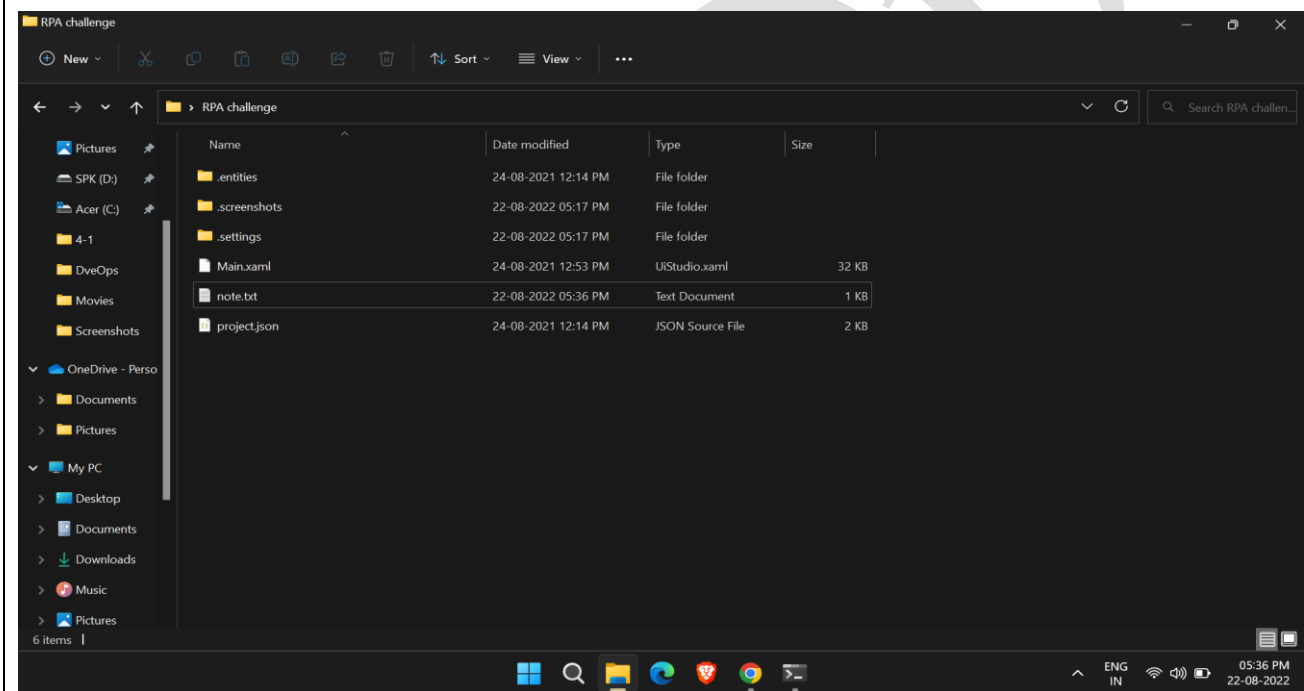 RPA challenge
New Sort View
RPA challenge Search RPA challen...
Name Date modified Type Size
Pictures
SPK (D:) .entities 24-08-2021 12:14 PM File folder
Acer (C:) .screenshots 22-08-2022 05:17 PM File folder
4-1 .settings 22-08-2022 05:17 PM File folder
DveOps Main.xaml 24-08-2021 12:53 PM UiStudio.xaml 32 KB
Movies note.txt 22-08-2022 05:36 PM Text Document 1 KB
Screenshots project.json 24-08-2021 12:14 PM JSON Source File 2 KB
OneDrive - Perso
Documents
Pictures
My PC
Desktop
Documents
Downloads
Music
Pictures
6 items
ENG 05:36 PM
IN 22-08-2022